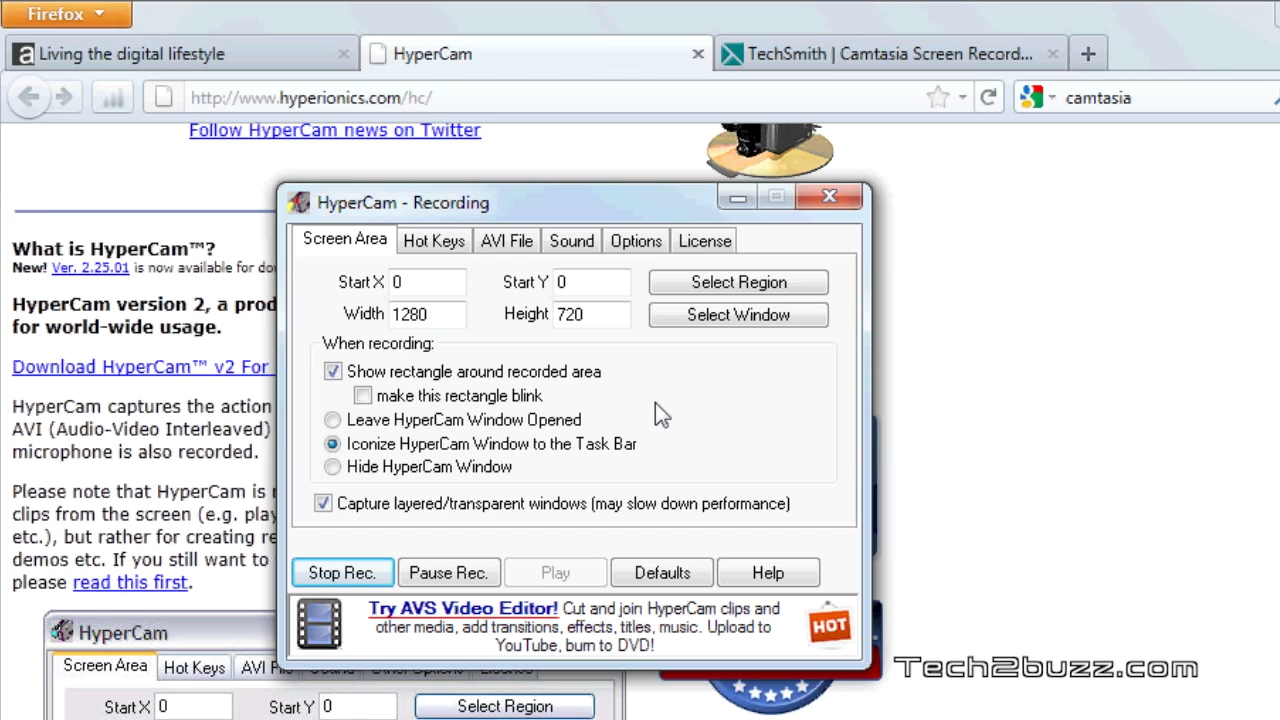 Firefox
Living the digital lifestyle
HyperCam
TechSmith | Camtasia Screen Record...
http://www.hyperionics.com/hc/
camtasia
Follow HyperCam news on Twitter
HyperCam - Recording
Screen Area Hot Keys AVI File Sound Options License
What is HyperCam™?
New! Ver. 2.25.01 is now available for do
HyperCam version 2, a prod
for world-wide usage.
Download HyperCam™ v2 For
HyperCam captures the action
AVI (Audio-Video Interleaved)
microphone is also recorded.
Please note that HyperCam is
clips from the screen (e.g. play
etc.), but rather for creating re
demos etc. If you still want to
please read this first.
Start X 0 Start Y 0 Select Region
Width 1280 Height 720 Select Window
When recording:
Show rectangle around recorded area
make this rectangle blink
Leave HyperCam Window Opened
Iconize HyperCam Window to the Task Bar
Hide HyperCam Window
Capture layered/transparent windows (may slow down performance)
Stop Rec. Pause Rec. Play Defaults Help
Try AVS Video Editor! Cut and join HyperCam clips and
other media, add transitions, effects, titles, music. Upload to
YouTube, burn to DVD!
HOT
HyperCam
Screen Area Hot Keys AVI
Start X 0 Start Y 0 Select Region
Tech2buzz.com